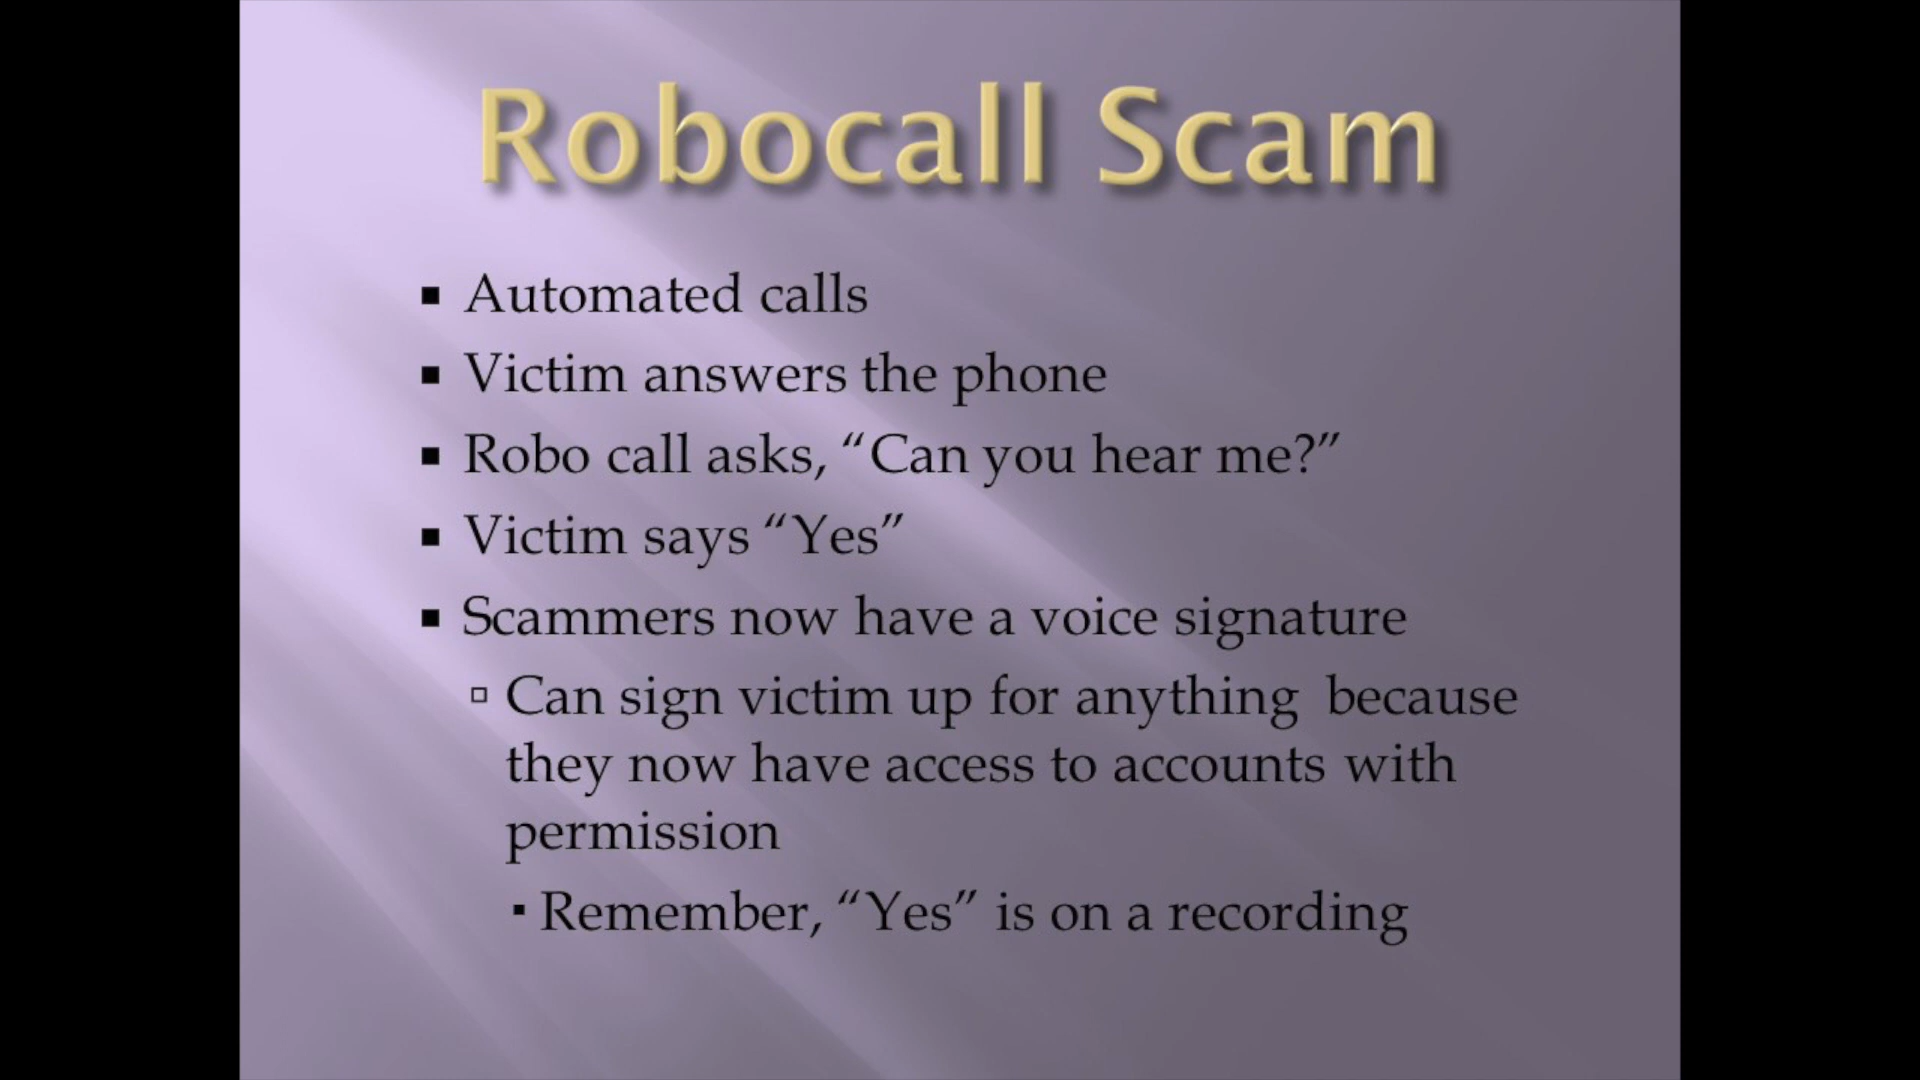 Robocall Scam
▪ Automated calls
▪ Victim answers the phone
▪ Robo call asks, “Can you hear me?”
▪ Victim says “Yes”
▪ Scammers now have a voice signature
▫ Can sign victim up for anything  because
they now have access to accounts with
permission
▪ Remember, “Yes” is on a recording